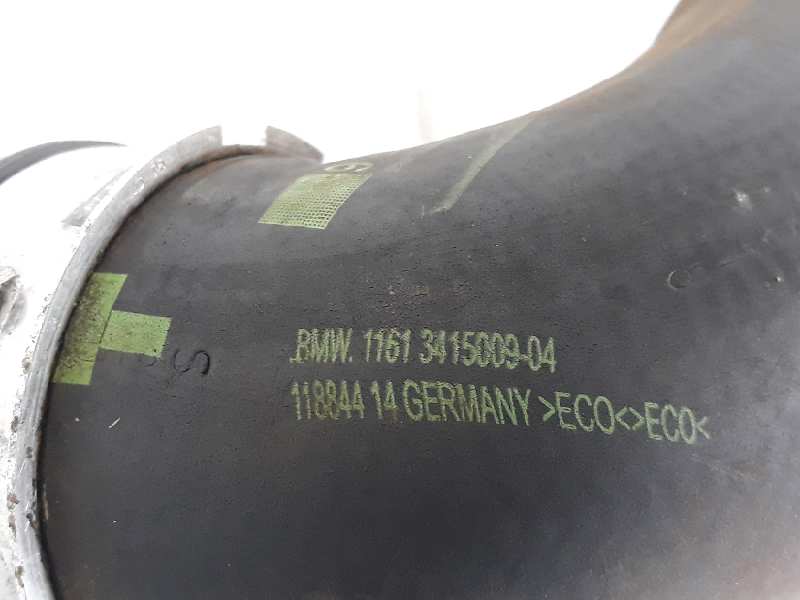 G
BMW. 1161 3415009-04
S
118844 14 GERMANY >ECO<>ECO<